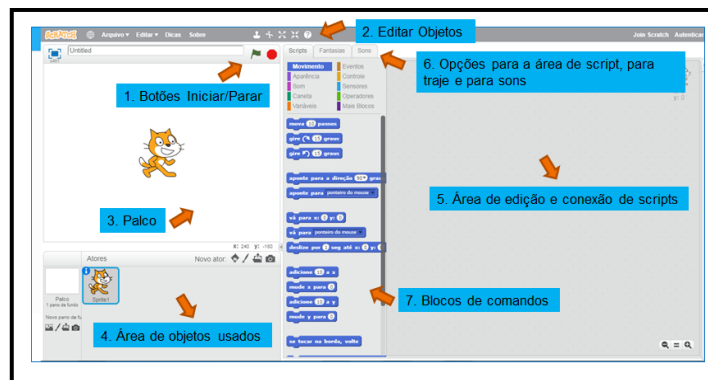 SCRATCH Arquivo▼ Editar▼ Dicas Sobre
2. Editar Objetos
Join Scratch Autenticar
Untitled
v461
1. Botões Iniciar/Parar
Scripts Fantasias Sons
6. Opções para a área de script, para
traje e para sons
Movimento Eventos
Aparência Controle
Som Sensores
Caneta Operadores
Variáveis Mais Blocos
mova 10 passos
gire 15 graus
gire 15 graus
aponte para a direção 90▼ grau
aponte para ponteiro do mouse
vá para x: 0 y: 0
vá para ponteiro do mouse
deslize por 1 seg até x: 0 y: 0
adicione 10 a x
mude x para 0
adicione 10 a y
mude y para 0
se tocar na borda, volte
3. Palco
5. Área de edição e conexão de scripts
X: 240 y: -180
Atores Novo ator:
Palco
1 pano de fundo
Sprite1
Novo pano de fu
4. Área de objetos usados
7. Blocos de comandos